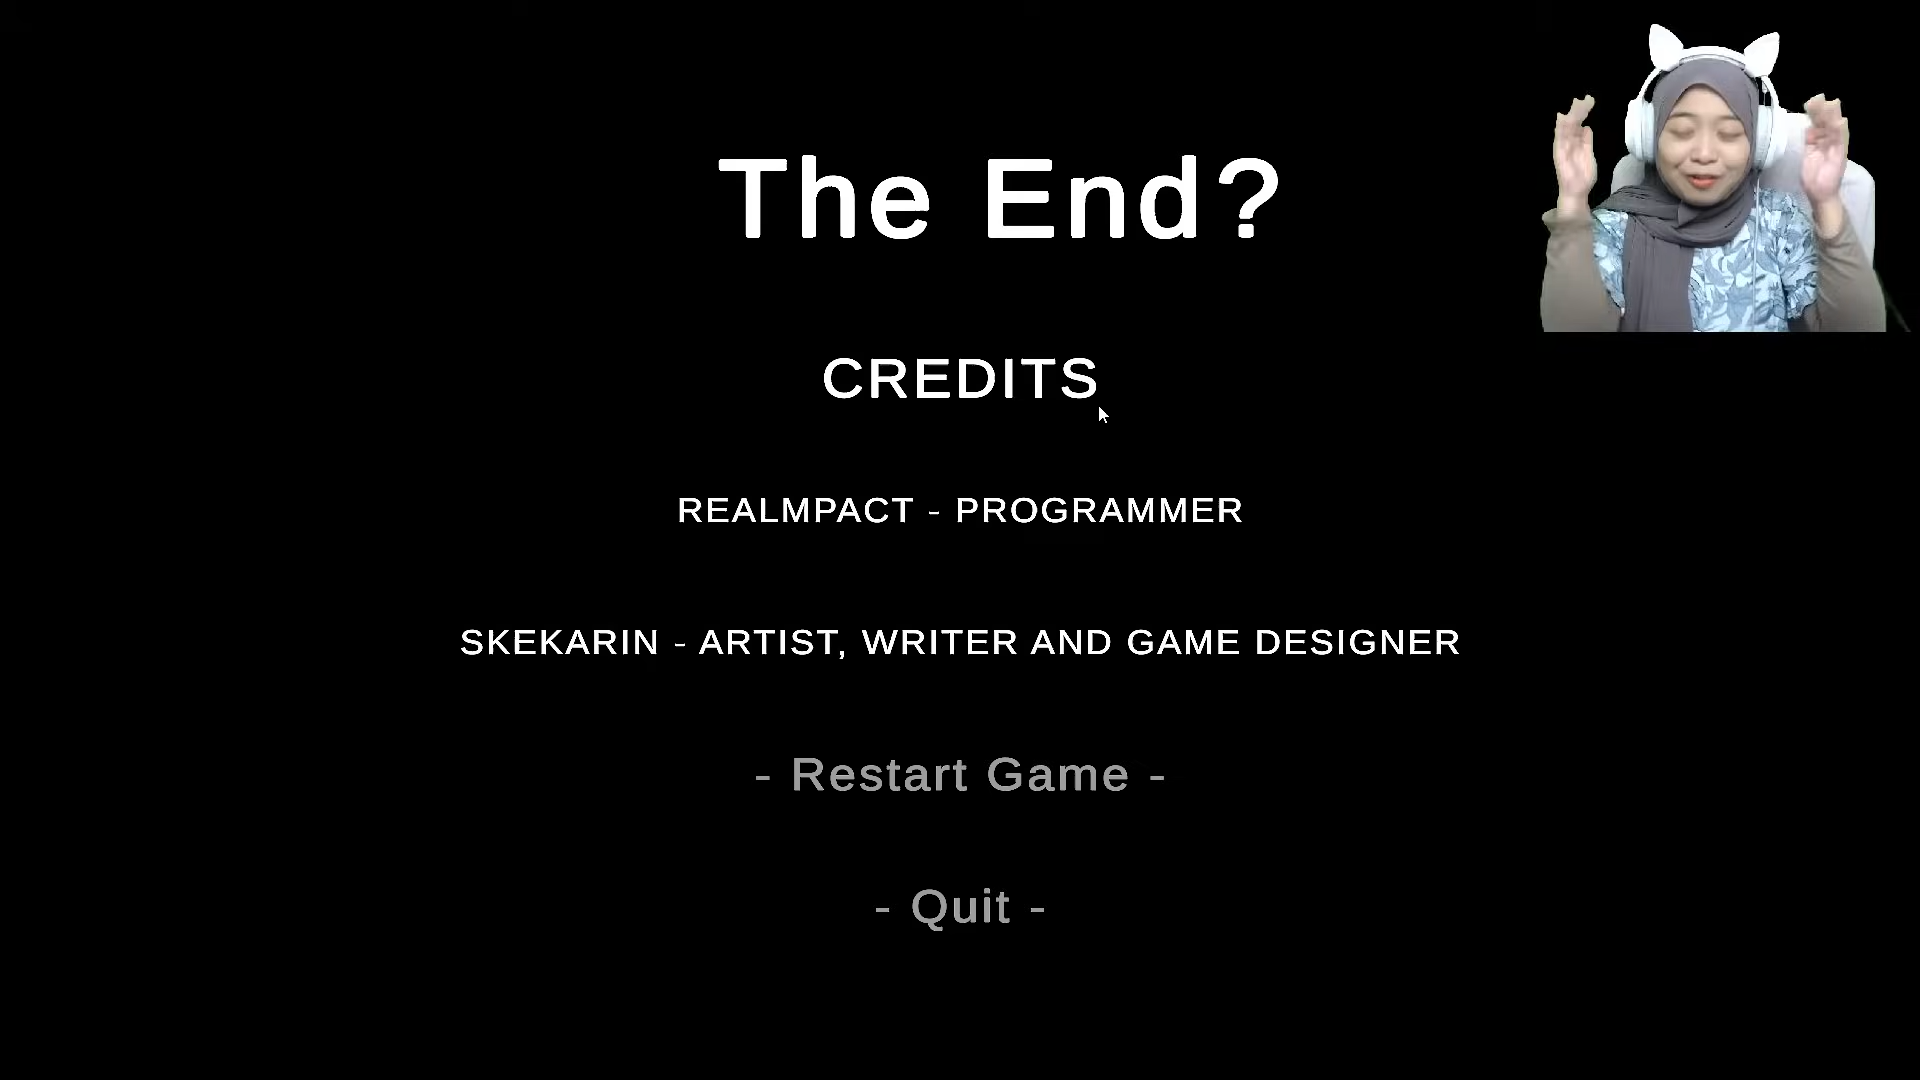 The End?
CREDITS
REALMPACT - PROGRAMMER
SKEKARIN - ARTIST, WRITER AND GAME DESIGNER
- Restart Game -
- Quit -